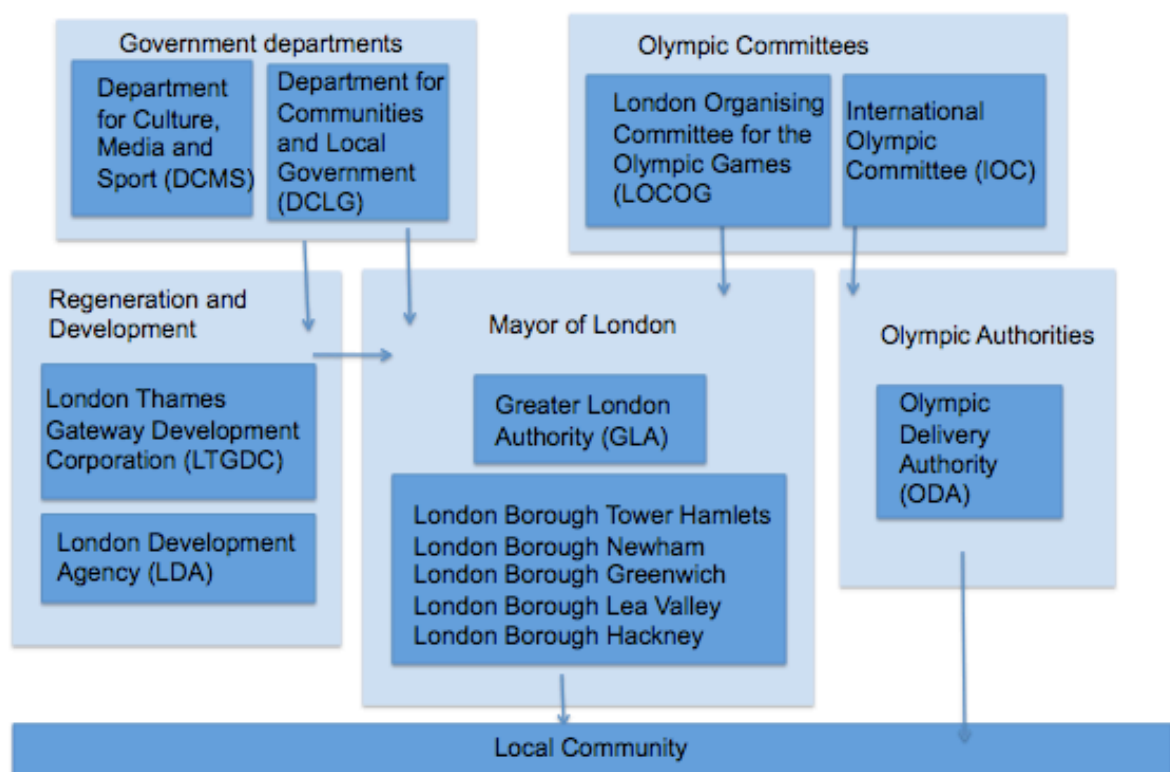 Government departments
Department
for Culture,
Media and
Sport (DCMS)
Department for
Communities
and Local
Government
(DCLG)
Olympic Committees
London Organising
Committee for the
Olympic Games
(LOCOG
International
Olympic
Committee (IOC)
Regeneration and
Development
London Thames
Gateway Development
Corporation (LTGDC)
London Development
Agency (LDA)
Mayor of London
Greater London
Authority (GLA)
London Borough Tower Hamlets
London Borough Newham
London Borough Greenwich
London Borough Lea Valley
London Borough Hackney
Olympic Authorities
Olympic
Delivery
Authority
(ODA)
Local Community